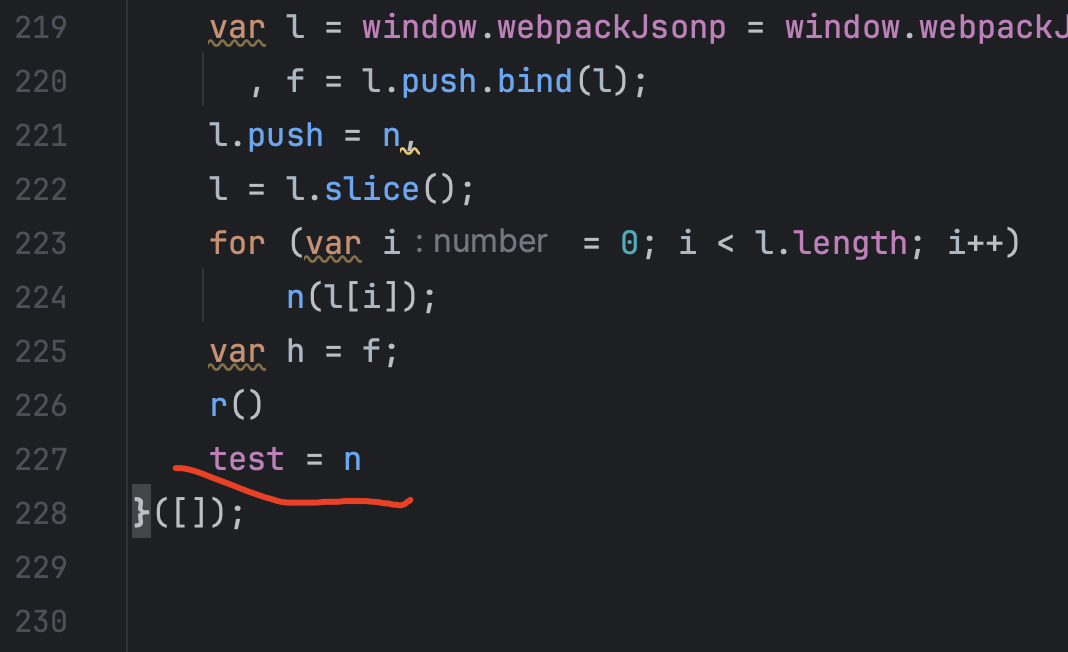 219 var l = window.webpackJsonp = window.webpackJ
220 , f = l.push.bind(l);
221 l.push = n,
222 l = l.slice();
223 for (var i : number = 0; i < l.length; i++)
224 n(l[i]);
225 var h = f;
226 r()
227 test = n
228 }([]);
229
230